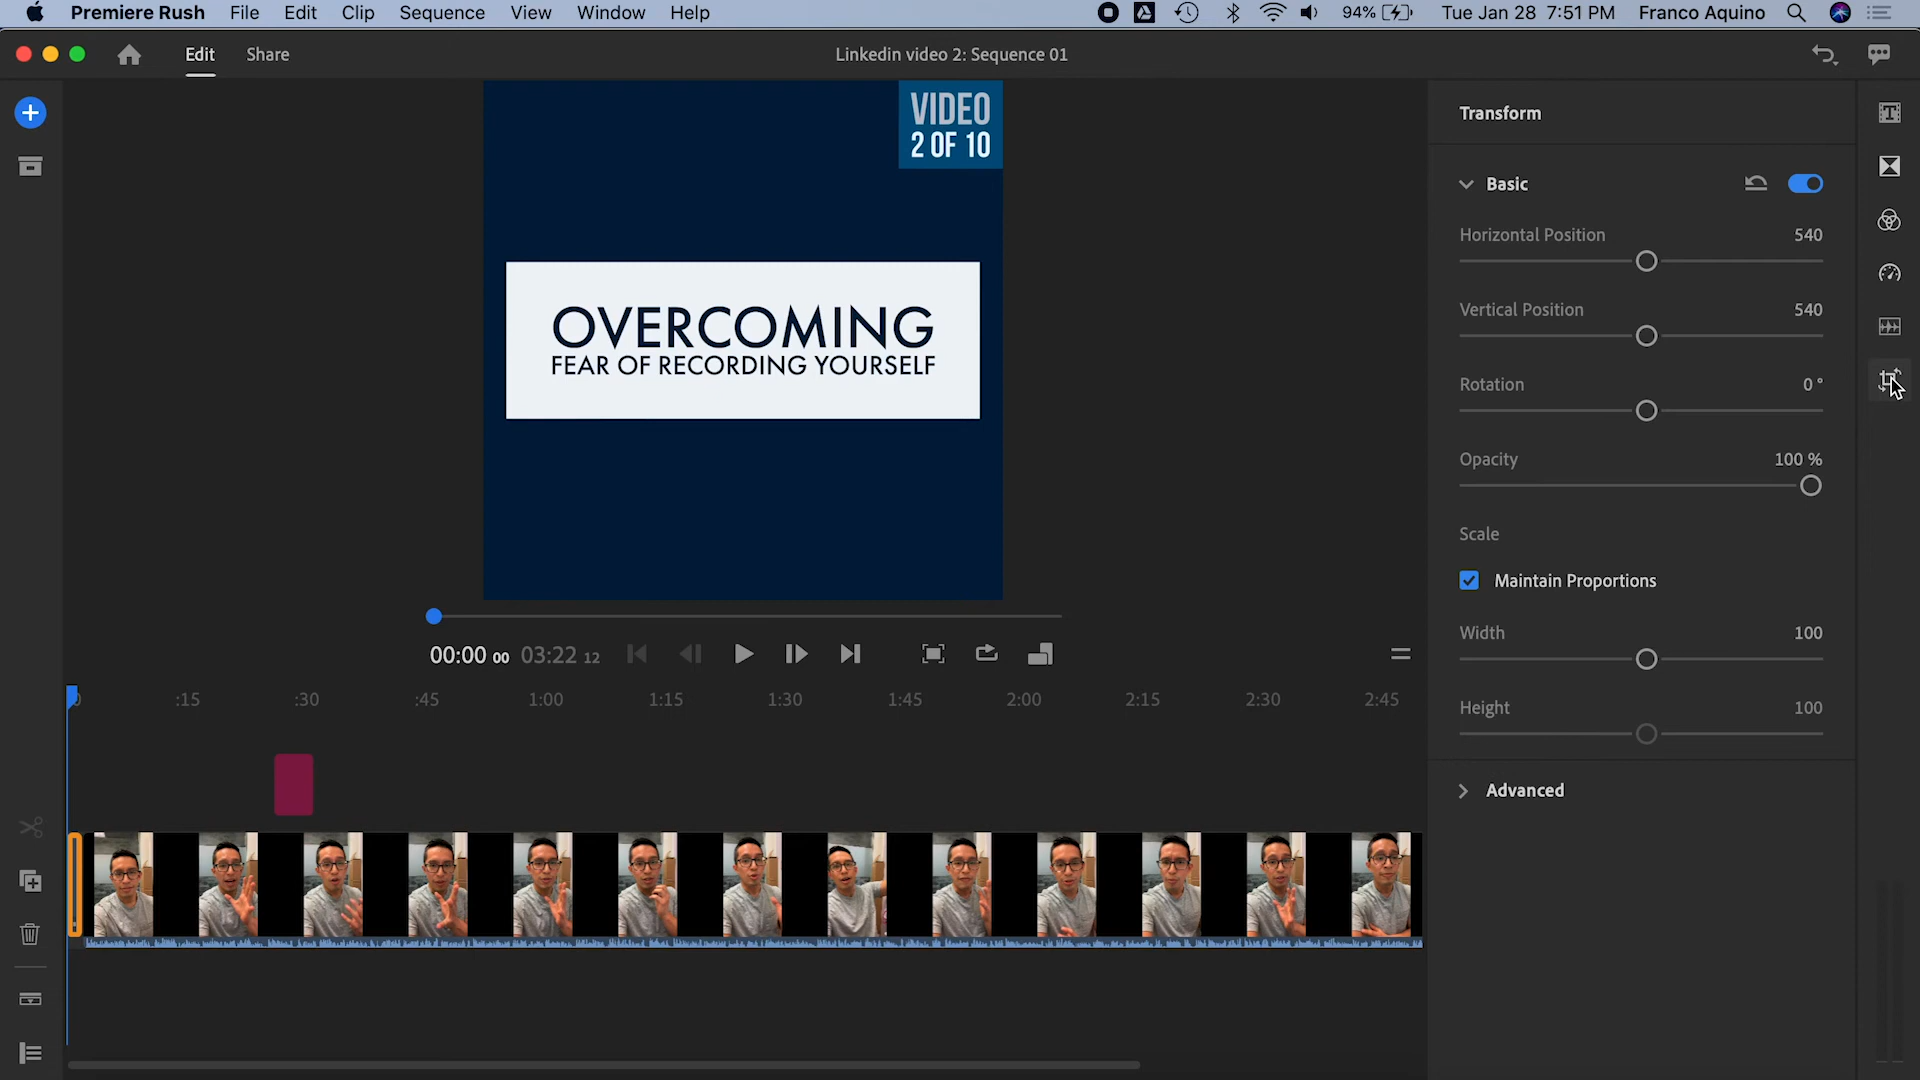 Premiere Rush File Edit Clip Sequence View Window Help 94% Tue Jan 28 7:51 PM Franco Aquino
Edit Share Linkedin video 2: Sequence 01
VIDEO
2 OF 10
OVERCOMING
FEAR OF RECORDING YOURSELF
00:00 00 03:22 12
:15 :30 :45 1:00 1:15 1:30 1:45 2:00 2:15 2:30 2:45
Transform
Basic
Horizontal Position 540
Vertical Position 540
Rotation 0 °
Opacity 100 %
Scale
Maintain Proportions
Width 100
Height 100
Advanced